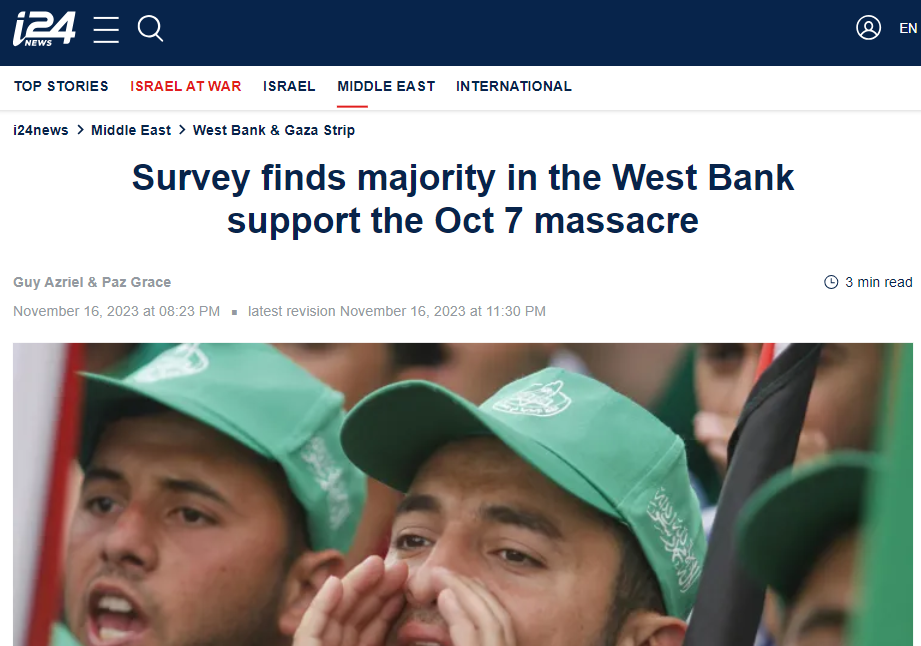 i24
NEWS
EN
TOP STORIES ISRAEL AT WAR ISRAEL MIDDLE EAST INTERNATIONAL
i24news > Middle East > West Bank & Gaza Strip
Survey finds majority in the West Bank
support the Oct 7 massacre
Guy Azriel & Paz Grace
3 min read
November 16, 2023 at 08:23 PM ▪ latest revision November 16, 2023 at 11:30 PM